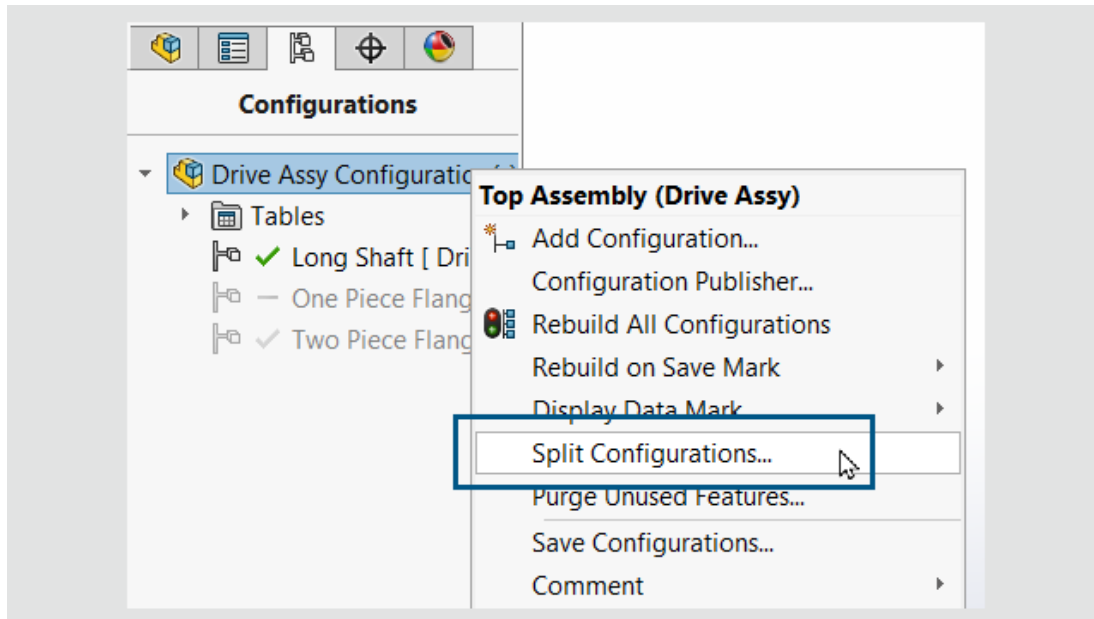 Configurations
Drive Assy Configuratio
Top Assembly (Drive Assy)
Tables
Add Configuration...
Long Shaft [ Dri
Configuration Publisher...
One Piece Flang
Rebuild All Configurations
Two Piece Flang
Rebuild on Save Mark
Display Data Mark
Split Configurations...
Purge Unused Features...
Save Configurations...
Comment